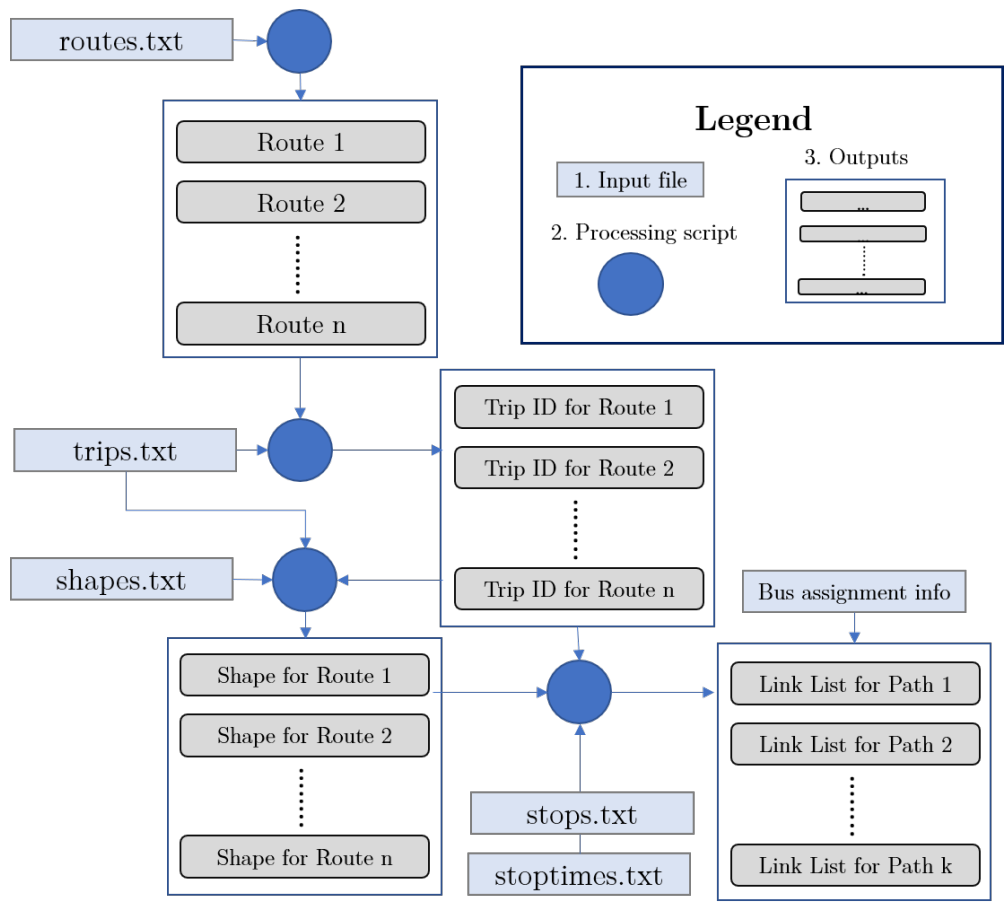 routes.txt
Route 1
Route 2
Route n
Legend
1. Input file
2. Processing script
3. Outputs
...
...
...
trips.txt
Trip ID for Route 1
Trip ID for Route 2
Trip ID for Route n
shapes.txt
Shape for Route 1
Shape for Route 2
Shape for Route n
stops.txt
stoptimes.txt
Bus assignment info
Link List for Path 1
Link List for Path 2
Link List for Path k